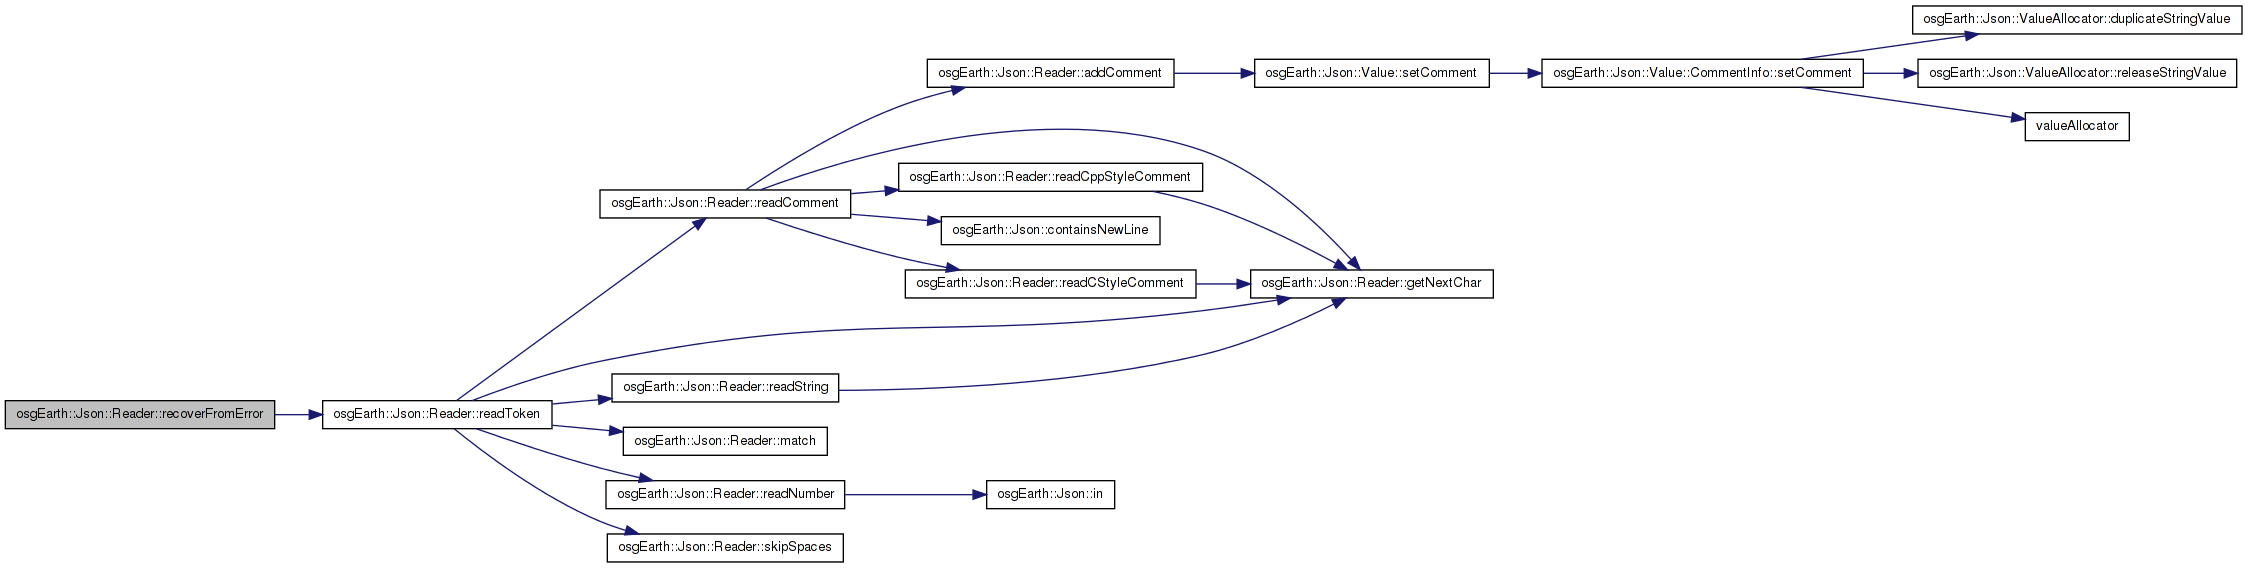 osgEarth::Json::ValueAllocator::duplicateStringValue
osgEarth::Json::Reader::addComment
osgEarth::Json::Value::setComment
osgEarth::Json::Value::CommentInfo::setComment
osgEarth::Json::ValueAllocator::releaseStringValue
valueAllocator
osgEarth::Json::Reader::readCppStyleComment
osgEarth::Json::Reader::readComment
osgEarth::Json::containsNewLine
osgEarth::Json::Reader::readCStyleComment
osgEarth::Json::Reader::getNextChar
osgEarth::Json::Reader::readString
osgEarth::Json::Reader::recoverFromError
osgEarth::Json::Reader::readToken
osgEarth::Json::Reader::match
osgEarth::Json::Reader::readNumber
osgEarth::Json::in
osgEarth::Json::Reader::skipSpaces